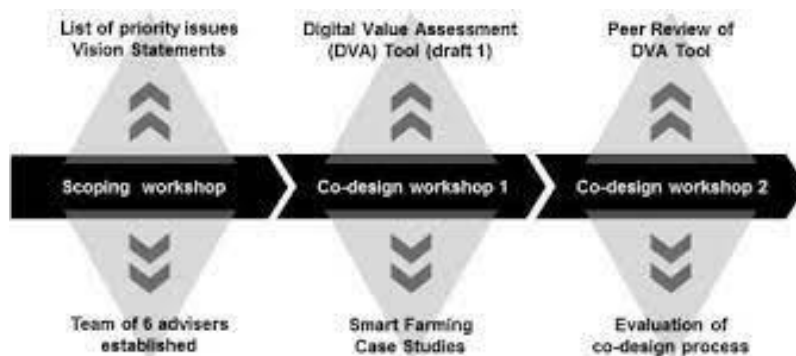 List of priority issues
Vision Statements
Digital Value Assessment
(DVA) Tool (draft 1)
Peer Review of
DVA Tool
Scoping workshop
Co-design workshop 1
Co-design workshop 2
Team of 6 advisers
established
Smart Farming
Case Studies
Evaluation of
co-design process